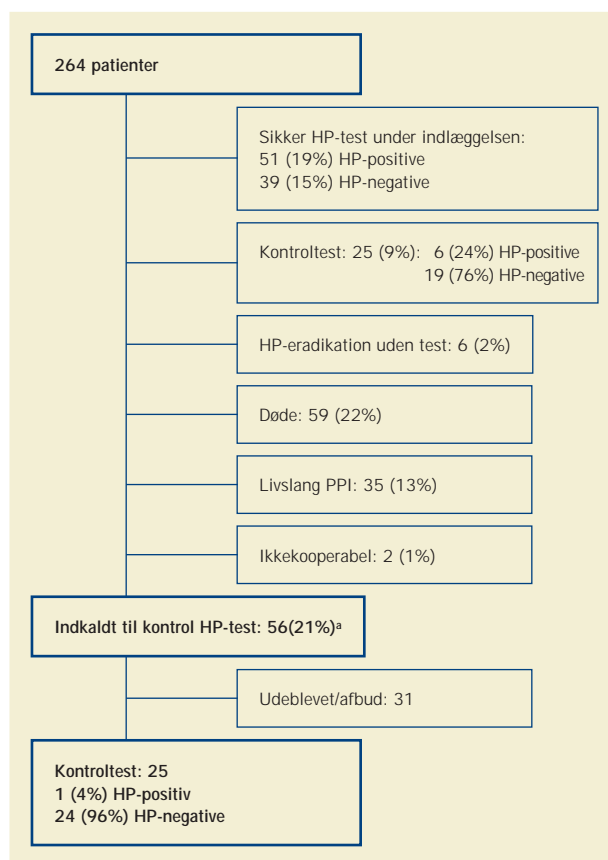 264 patienter
Sikker HP-test under indlæggelsen:
51 (19%) HP-positive
39 (15%) HP-negative
Kontroltest: 25 (9%): 6 (24%) HP-positive
19 (76%) HP-negative
HP-eradikation uden test: 6 (2%)
Døde: 59 (22%)
Livslang PPI: 35 (13%)
Ikkekooperabel: 2 (1%)
Indkaldt til kontrol HP-test: 56(21%)ᵃ
Udeblevet/afbud: 31
Kontroltest: 25
1 (4%) HP-positiv
24 (96%) HP-negative